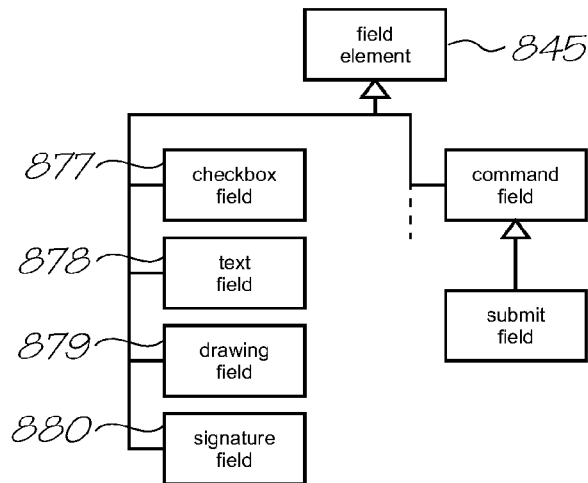 field
element
845
877
checkbox
field
command
field
878
text
field
879
drawing
field
submit
field
880
signature
field